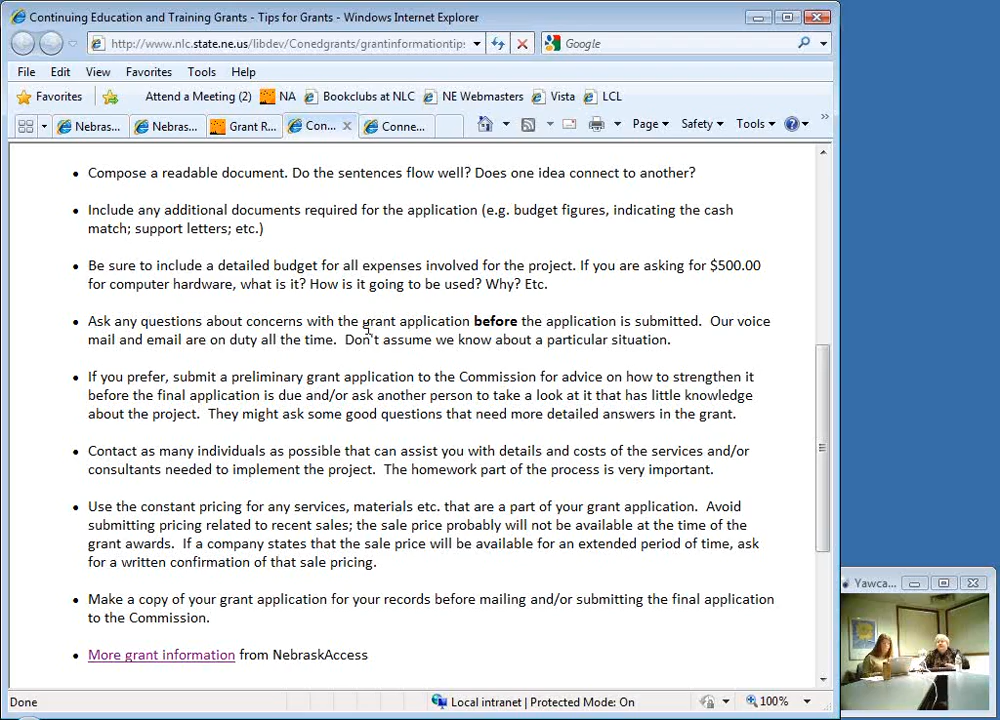 Continuing Education and Training Grants - Tips for Grants - Windows Internet Explorer
http://www.nlc.state.ne.us/libdev/Conedgrants/grantinformationtip:
Google
File Edit View Favorites Tools Help
Favorites Attend a Meeting (2) NA Bookclubs at NLC NE Webmasters Vista LCL
Nebras... Nebras... Grant R... Con... Conne... Page Safety Tools
• Compose a readable document. Do the sentences flow well? Does one idea connect to another?
• Include any additional documents required for the application (e.g. budget figures, indicating the cash
match; support letters; etc.)
• Be sure to include a detailed budget for all expenses involved for the project. If you are asking for $500.00
for computer hardware, what is it? How is it going to be used? Why? Etc.
• Ask any questions about concerns with the grant application before the application is submitted. Our voice
mail and email are on duty all the time. Don't assume we know about a particular situation.
• If you prefer, submit a preliminary grant application to the Commission for advice on how to strengthen it
before the final application is due and/or ask another person to take a look at it that has little knowledge
about the project. They might ask some good questions that need more detailed answers in the grant.
• Contact as many individuals as possible that can assist you with details and costs of the services and/or
consultants needed to implement the project. The homework part of the process is very important.
• Use the constant pricing for any services, materials etc. that are a part of your grant application. Avoid
submitting pricing related to recent sales; the sale price probably will not be available at the time of the
grant awards. If a company states that the sale price will be available for an extended period of time, ask
for a written confirmation of that sale pricing.
• Make a copy of your grant application for your records before mailing and/or submitting the final application
to the Commission.
• More grant information from NebraskAccess
Done Local intranet | Protected Mode: On 100%
Yawca...